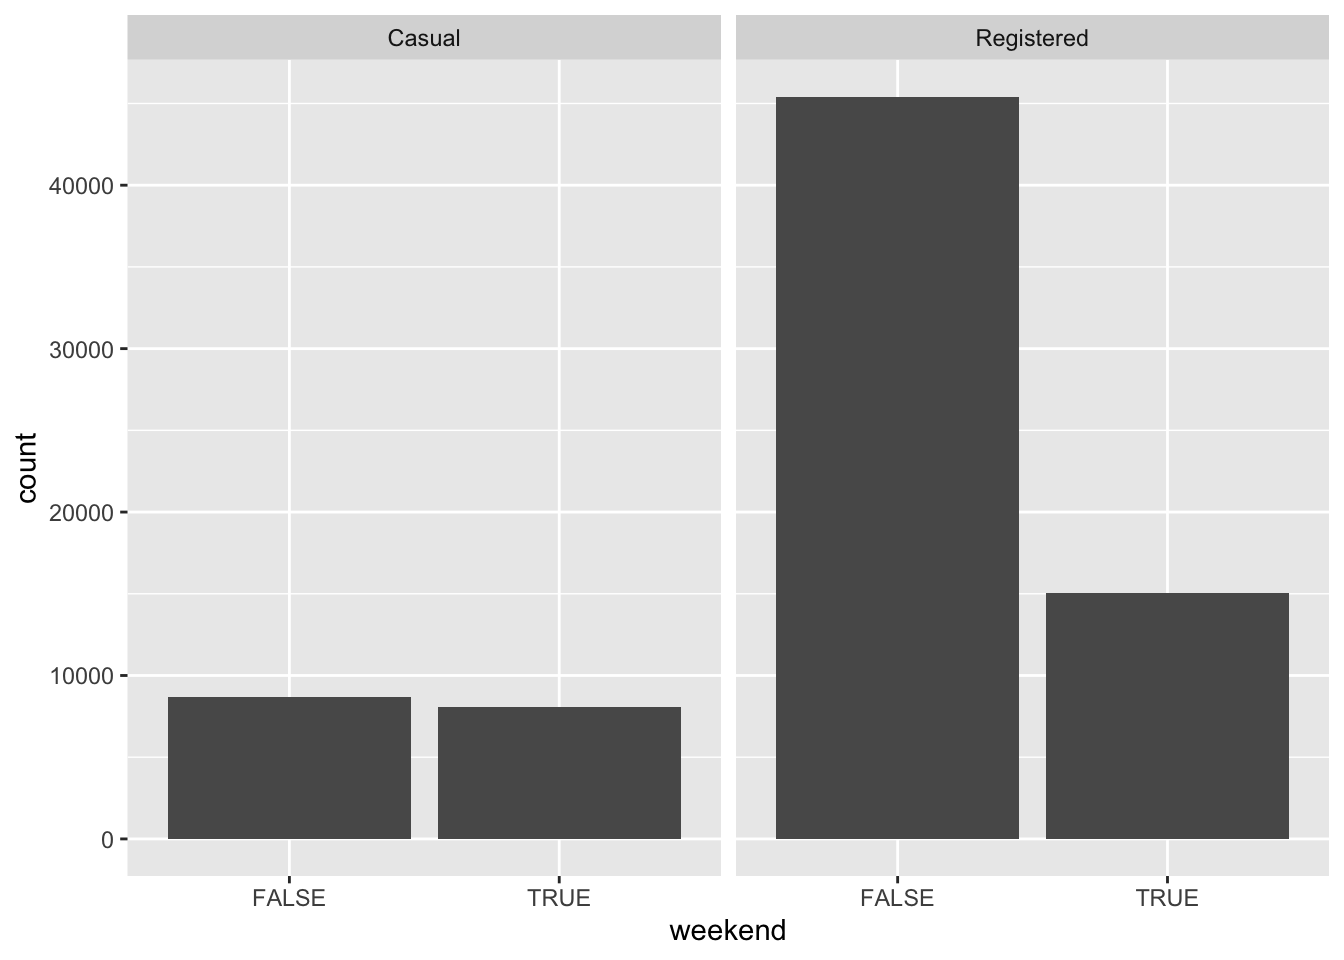 Casual
Registered
40000
30000
20000
10000
0
count
FALSE
TRUE
FALSE
TRUE
weekend